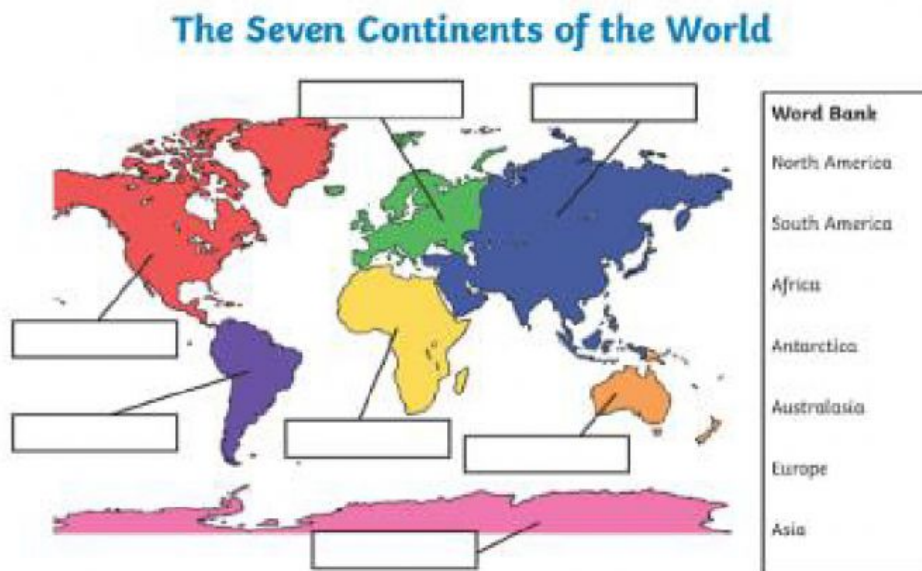 The Seven Continents of the World
Word Bank
North America
South America
Africa
Antarctica
Australasia
Europe
Asia